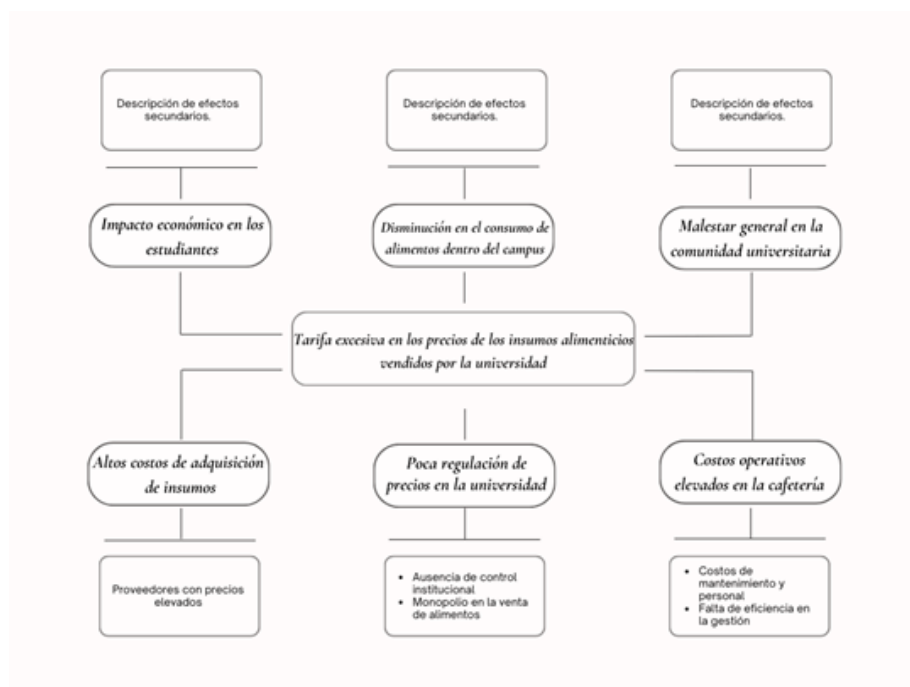 Descripción de efectos
secundarios.
Descripción de efectos
secundarios.
Descripción de efectos
secundarios.
Impacto económico en los
estudiantes
Disminución en el consumo de
alimentos dentro del campus
Malestar general en la
comunidad universitaria
Tarifa excesiva en los precios de los insumos alimenticios
vendidos por la universidad
Altos costos de adquisición
de insumos
Poca regulación de
precios en la universidad
Costos operativos
elevados en la cafetería
Proveedores con precios
elevados
• Ausencia de control
institucional
• Monopolio en la venta
de alimentos
• Costos de
mantenimiento y
personal
• Falta de eficiencia en
la gestión